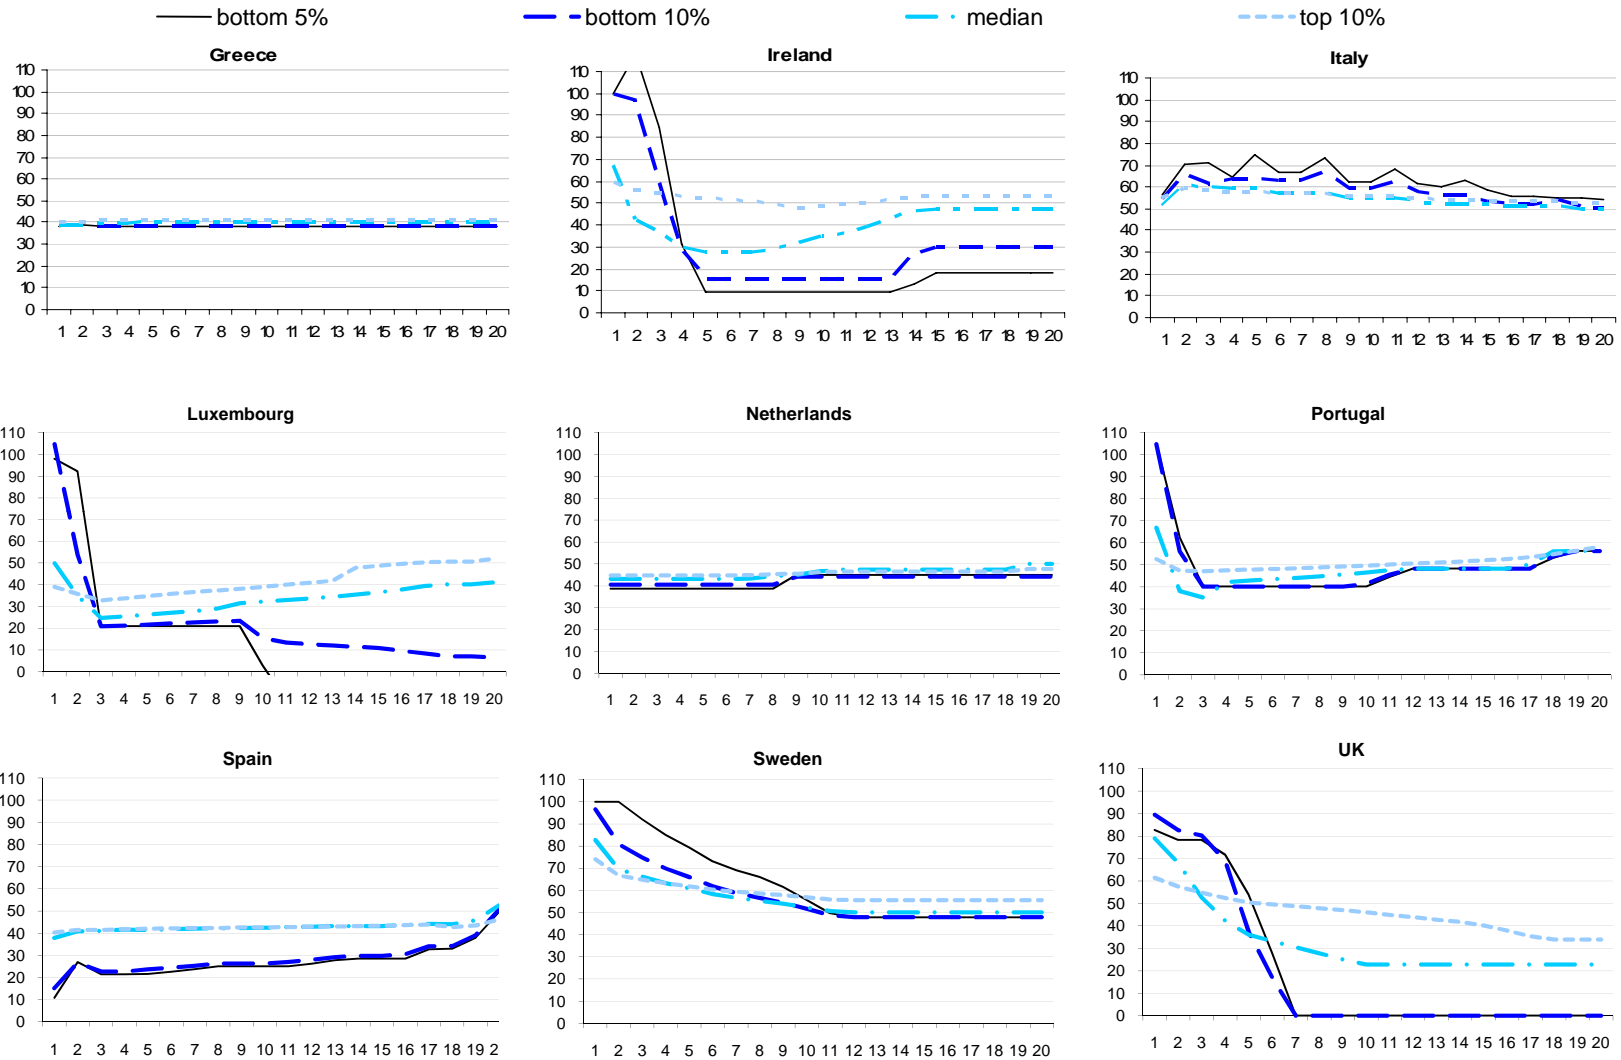 bottom 5% bottom 10% median top 10%
Greece Ireland Italy
110 110 110
100 100 100
90 90 90
80 80 80
70 70 70
60 60 60
50 50 50
40 40 40
30 30 30
20 20 20
10 10 10
0 0 0
1 2 3 4 5 6 7 8 9 10 11 12 13 14 15 16 17 18 19 20 1 2 3 4 5 6 7 8 9 10 11 12 13 14 15 16 17 18 19 20 1 2 3 4 5 6 7 8 9 10 11 12 13 14 15 16 17 18 19 20
Luxembourg Netherlands Portugal
110 110 110
100 100 100
90 90 90
80 80 80
70 70 70
60 60 60
50 50 50
40 40 40
30 30 30
20 20 20
10 10 10
0 0 0
1 2 3 4 5 6 7 8 9 10 11 12 13 14 15 16 17 18 19 20 1 2 3 4 5 6 7 8 9 10 11 12 13 14 15 16 17 18 19 20 1 2 3 4 5 6 7 8 9 10 11 12 13 14 15 16 17 18 19 20
Spain Sweden UK
110 110 110
100 100 100
90 90 90
80 80 80
70 70 70
60 60 60
50 50 50
40 40 40
30 30 30
20 20 20
10 10 10
0 0 0
1 2 3 4 5 6 7 8 9 10 11 12 13 14 15 16 17 18 19 2 1 2 3 4 5 6 7 8 9 10 11 12 13 14 15 16 17 18 19 20 1 2 3 4 5 6 7 8 9 10 11 12 13 14 15 16 17 18 19 20